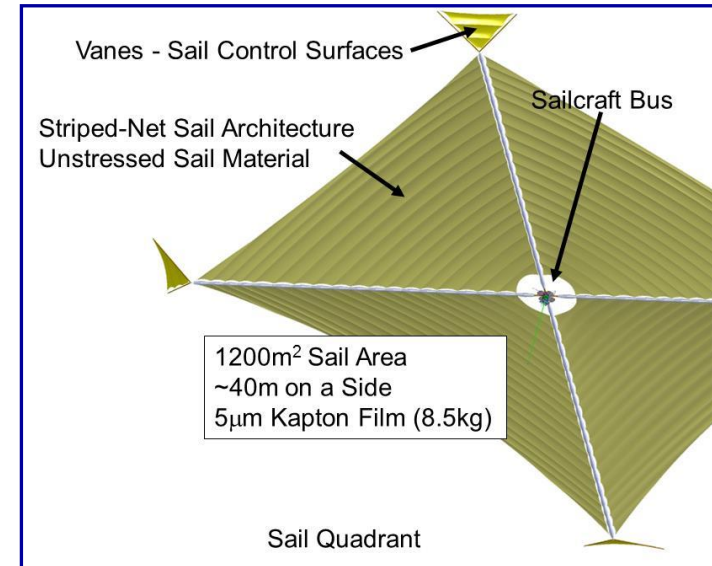 Vanes - Sail Control Surfaces
Sailcraft Bus
Striped-Net Sail Architecture
Unstressed Sail Material
1200m² Sail Area
~40m on a Side
5μm Kapton Film (8.5kg)
Sail Quadrant